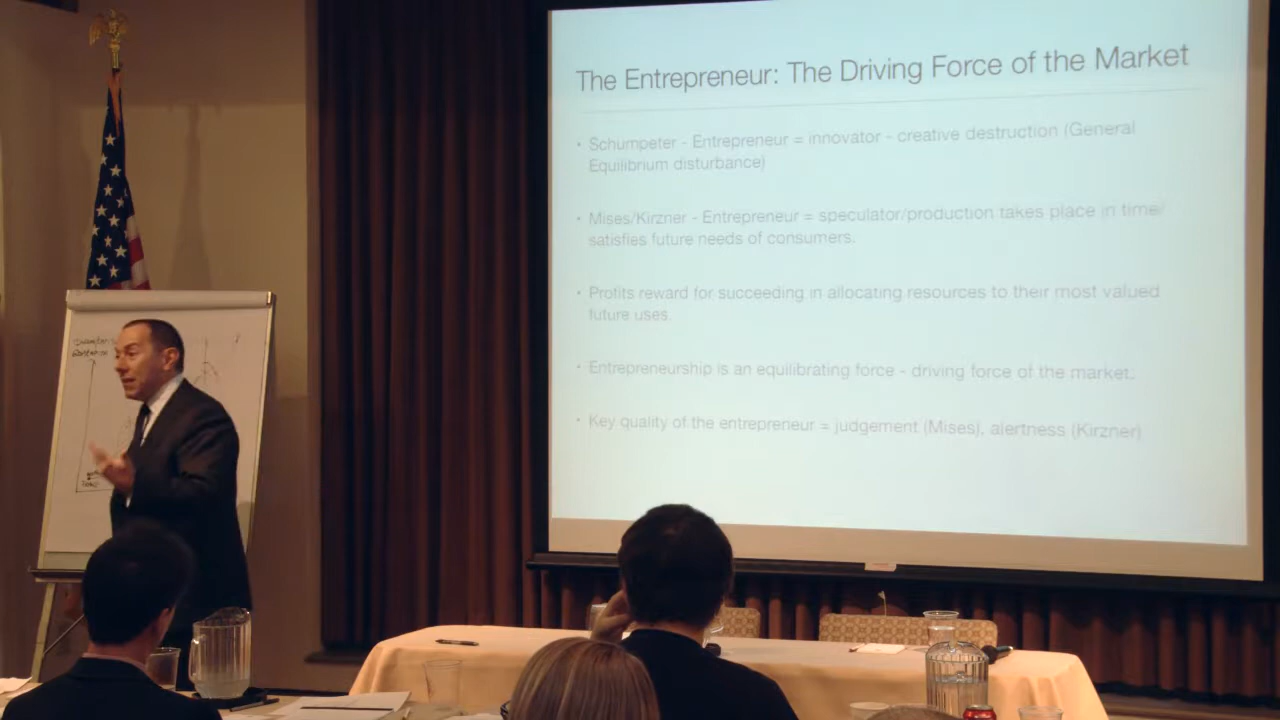 The Entrepreneur: The Driving Force of the Market
• Schumpeter - Entrepreneur = innovator - creative destruction (General
Equilibrium disturbance)
• Mises/Kirzner - Entrepreneur = speculator/production takes place in time/
satisfies future needs of consumers.
• Profits reward for succeeding in allocating resources to their most valued
future uses.
• Entrepreneurship is an equilibrating force - driving force of the market.
• Key quality of the entrepreneur = judgement (Mises), alertness (Kirzner)